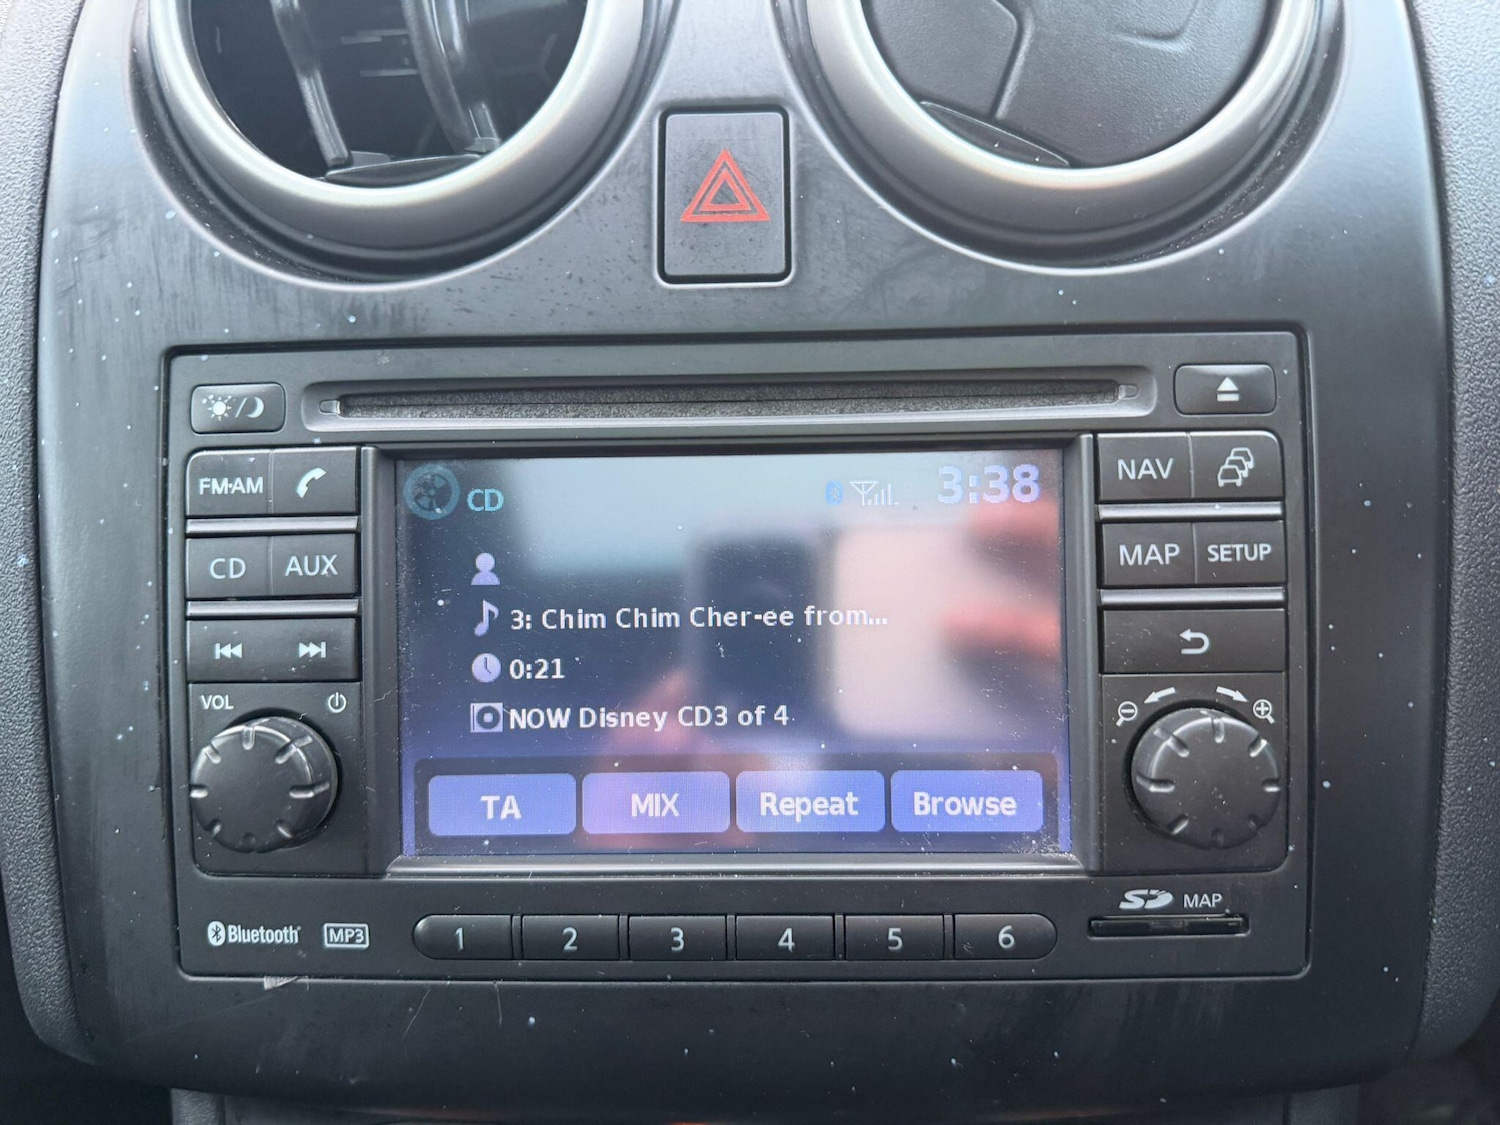 FM·AM
CD AUX
VOL
CD 3:38
3: Chim Chim Cher-ee from...
0:21
NOW Disney CD3 of 4
TA MIX Repeat Browse
NAV
MAP SETUP
Bluetooth MP3
1 2 3 4 5 6
SD MAP